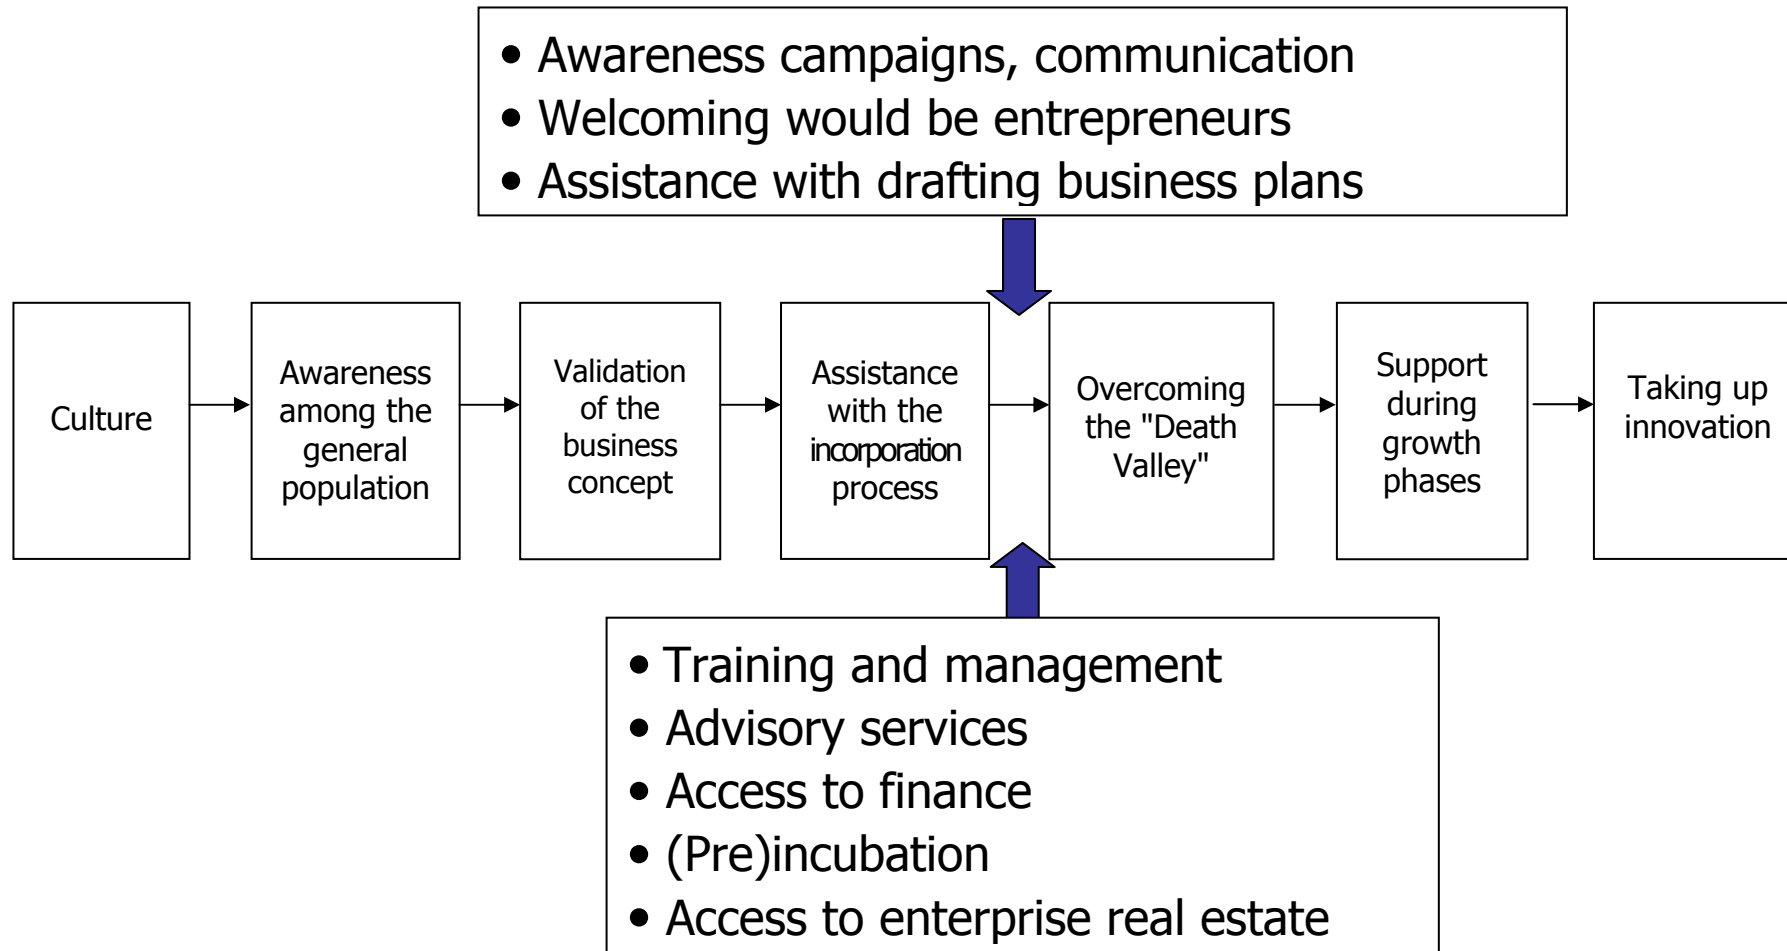 • Awareness campaigns, communication
• Welcoming would be entrepreneurs
• Assistance with drafting business plans
Culture
Awareness
among the
general
population
Validation
of the
business
concept
Assistance
with the
incorporation
process
Overcoming
the "Death
Valley"
Support
during
growth
phases
Taking up
innovation
• Training and management
• Advisory services
• Access to finance
• (Pre)incubation
• Access to enterprise real estate